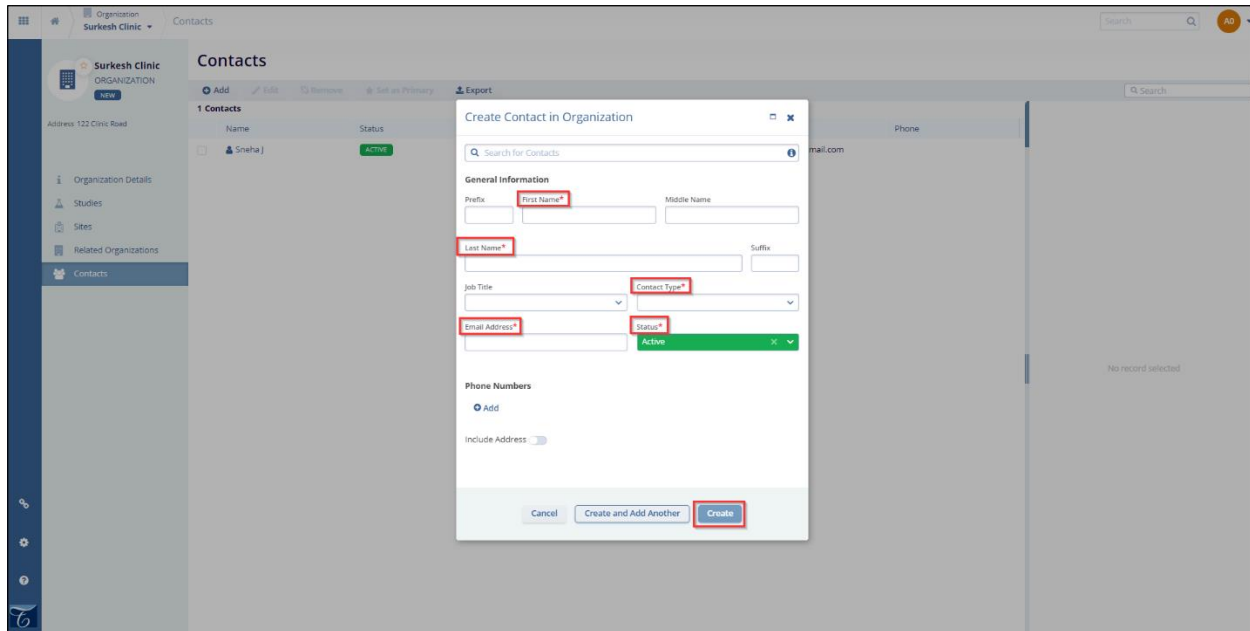 Organization
Surkesh Clinic
Contacts
Search
AO
Surkesh Clinic
ORGANIZATION
NEW
Address 122 Clinic Road
Organization Details
Studies
Sites
Related Organizations
Contacts
Contacts
Add Edit Remove Set as Primary Export
Search
1 Contacts
Name Status Phone
Sneha J ACTIVE mail.com
No record selected
Create Contact in Organization
Search for Contacts
General Information
Prefix First Name* Middle Name
Last Name* Suffix
Job Title Contact Type*
Email Address* Status*
Active
Phone Numbers
Add
Include Address
Cancel Create and Add Another Create